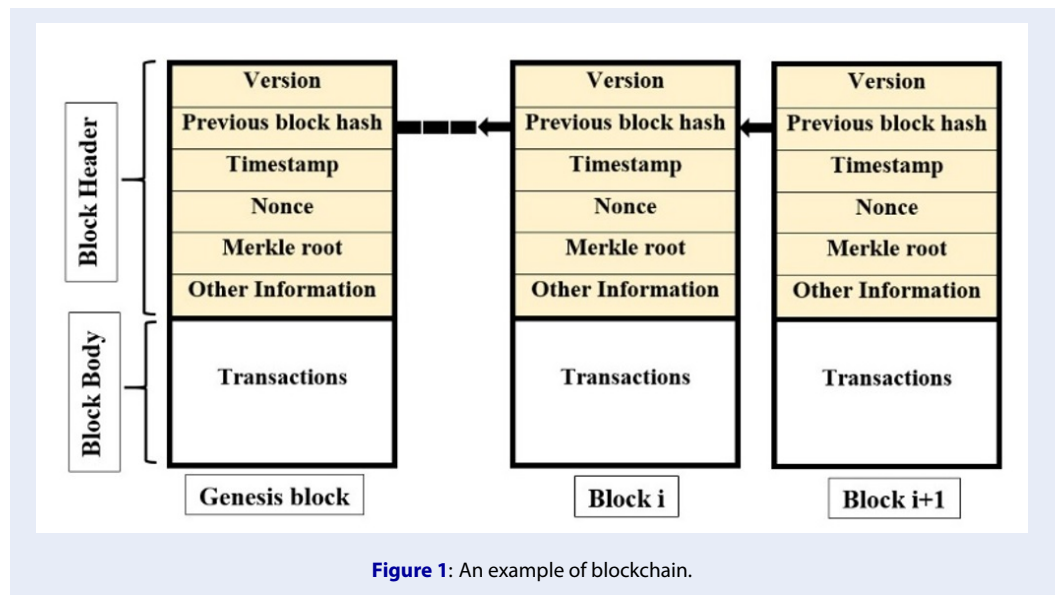 Block Header
Block Body
Version
Previous block hash
Timestamp
Nonce
Merkle root
Other Information
Transactions
Genesis block
Version
Previous block hash
Timestamp
Nonce
Merkle root
Other Information
Transactions
Block i
Version
Previous block hash
Timestamp
Nonce
Merkle root
Other Information
Transactions
Block i+1
Figure 1: An example of blockchain.